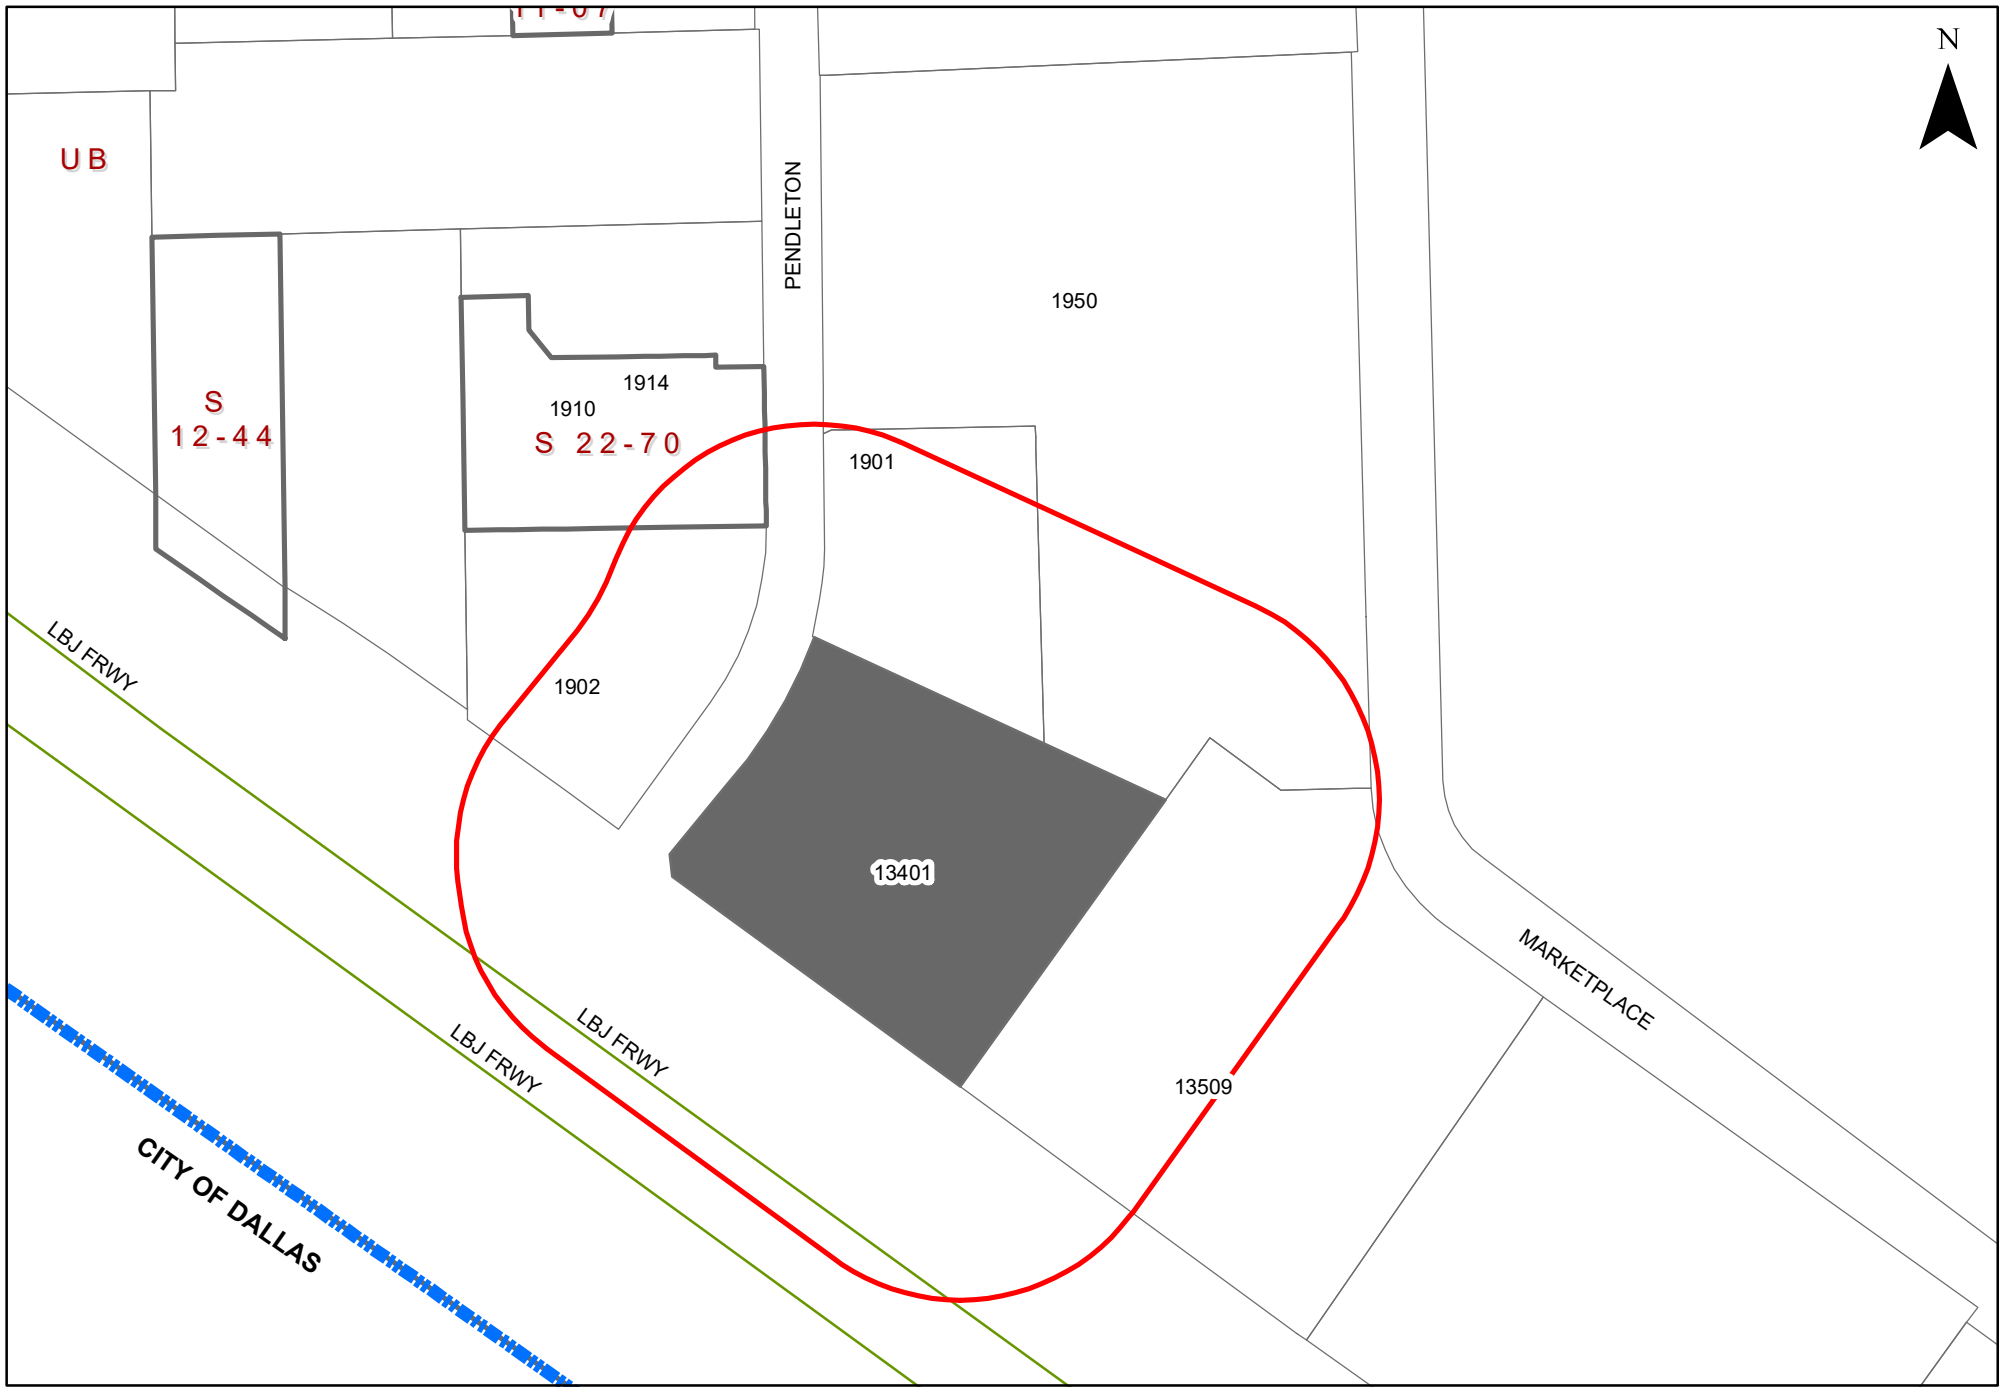 N
UB
PENDLETON
1950
1914
S
12-44
1910
S 22-70
1901
LBJ FRWY
1902
13401
MARKETPLACE
LBJ FRWY
LBJ FRWY
13509
CITY OF DALLAS